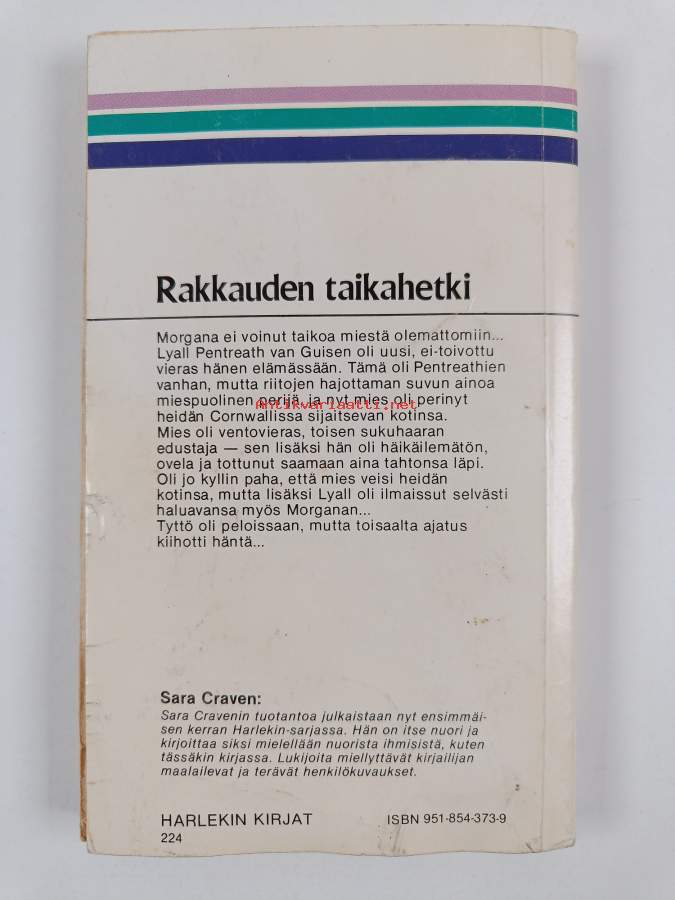 Rakkauden taikahetki
Morgana ei voinut taikoa miestä olemattomiin...
Lyall Pentreath van Guisen oli uusi, ei-toivottu
vieras hänen elämässään. Tämä oli Pentreathien
vanhan, mutta riitojen hajottaman suvun ainoa
miespuolinen perijä, ja nyt mies oli perinyt
Antikvariaatti.net
heidän Cornwallissa sijaitsevan kotinsa.
Mies oli ventovieras, toisen sukuhaaran
edustaja — sen lisäksi hän oli häikäilemätön,
ovela ja tottunut saamaan aina tahtonsa läpi.
Oli jo kyllin paha, että mies veisi heidän
kotinsa, mutta lisäksi Lyall oli ilmaissut selvästi
haluavansa myös Morganan...
Tyttö oli peloissaan, mutta toisaalta ajatus
kiihotti häntä...
Sara Craven:
Sara Cravenin tuotantoa julkaistaan nyt ensimmäi-
sen kerran Harlekin-sarjassa. Hän on itse nuori ja
kirjoittaa siksi mielellään nuorista ihmisistä, kuten
tässäkin kirjassa. Lukijoita miellyttävät kirjailijan
maalailevat ja terävät henkilökuvaukset.
HARLEKIN KIRJAT
ISBN 951-854-373-9
224